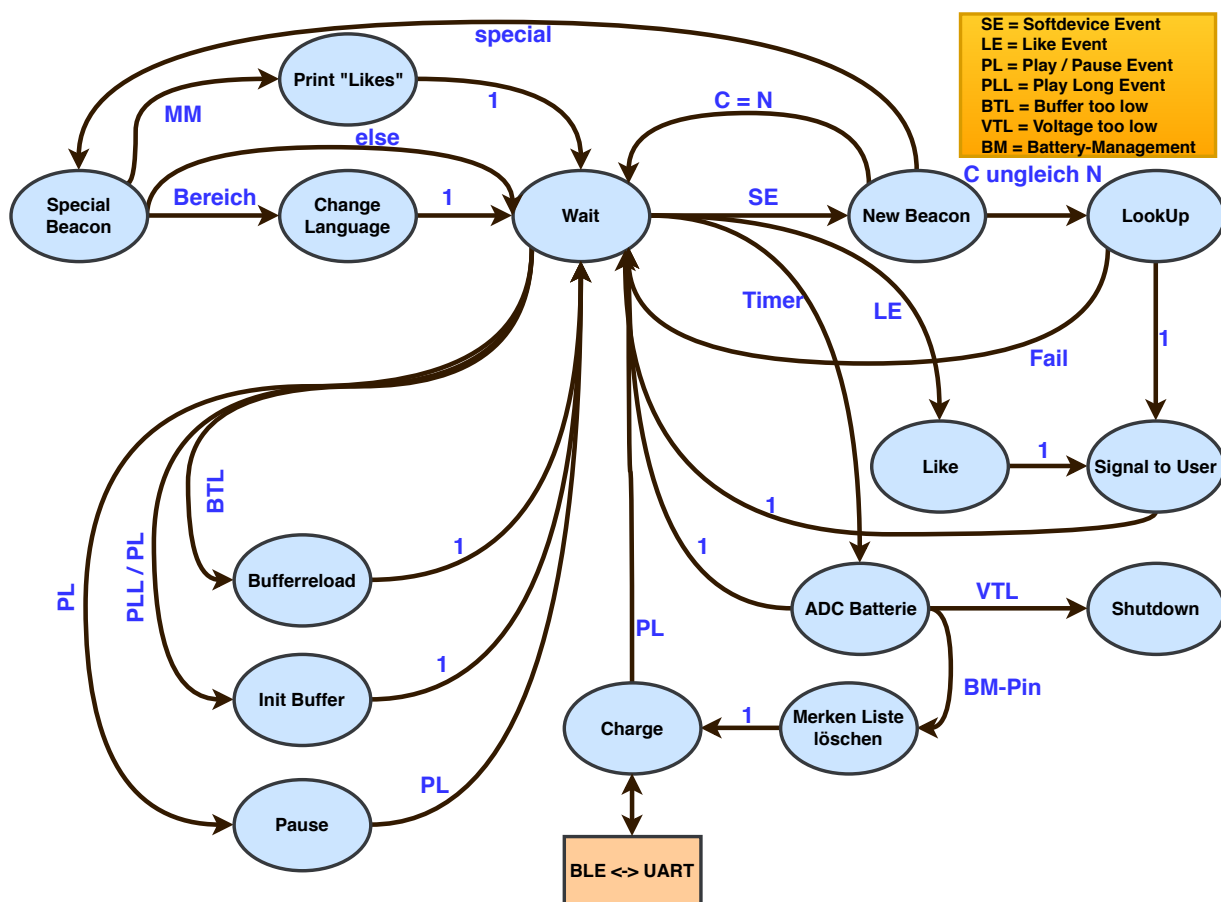 special
SE = Softdevice Event
LE = Like Event
PL = Play / Pause Event
PLL = Play Long Event
BTL = Buffer too low
VTL = Voltage too low
BM = Battery-Management
Print "Likes"
MM
1
C = N
else
C ungleich N
Special
Beacon
Bereich
Change
Language
1
Wait
SE
New Beacon
LookUp
Timer
LE
Fail
1
Like
1
Signal to User
BTL
1
1
PL
PLL / PL
Bufferreload
1
ADC Batterie
VTL
Shutdown
PL
Init Buffer
1
BM-Pin
Charge
1
Merken Liste
löschen
Pause
PL
BLE <-> UART